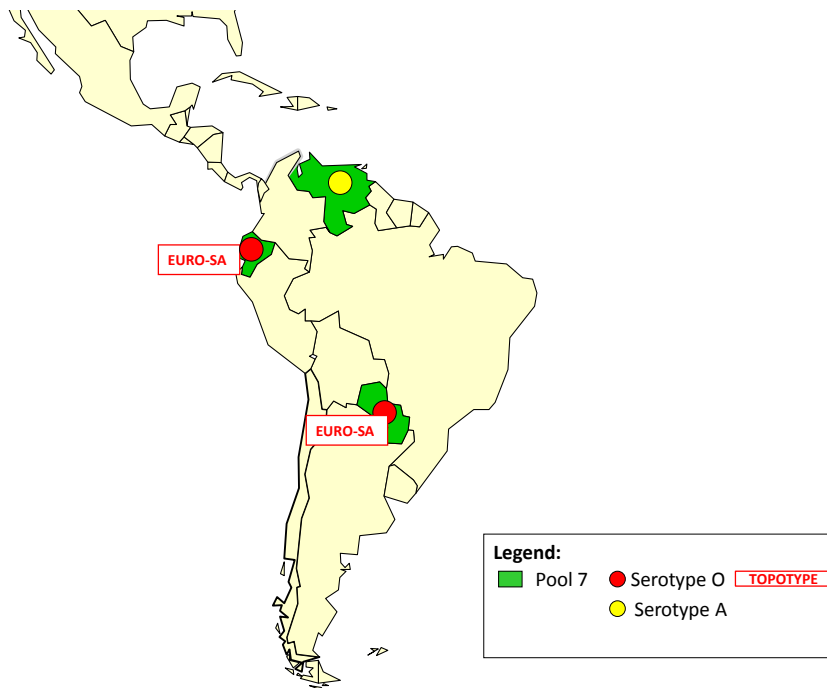 EURO-SA
EURO-SA
Legend:
Pool 7
Serotype O
TOPOTYPE
Serotype A